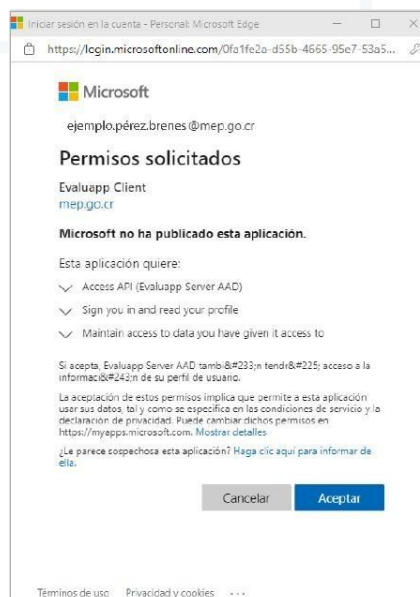 Iniciar sesión en la cuenta - Personal: Microsoft Edge
https://login.microsoftonline.com/0fa1fe2a-d55b-4665-95e7-53a5...
Microsoft
ejemplo.pérez.brenes@mep.go.cr
Permisos solicitados
Evaluapp Client
mep.go.cr
Microsoft no ha publicado esta aplicación.
Esta aplicación quiere:
Access API (Evaluapp Server AAD)
Sign you in and read your profile
Maintain access to data you have given it access to
Si acepta, Evaluapp Server AAD tambi&#233;n tendr&#225; acceso a la
informaci&#243;n de su perfil de usuario.
La aceptación de estos permisos implica que permite a esta aplicación
usar sus datos, tal y como se especifica en las condiciones de servicio y la
declaración de privacidad. Puede cambiar dichos permisos en
https://myapps.microsoft.com. Mostrar detalles
¿Le parece sospechosa esta aplicación? Haga clic aquí para informar de
ella.
Cancelar Aceptar
Términos de uso Privacidad y cookies ...